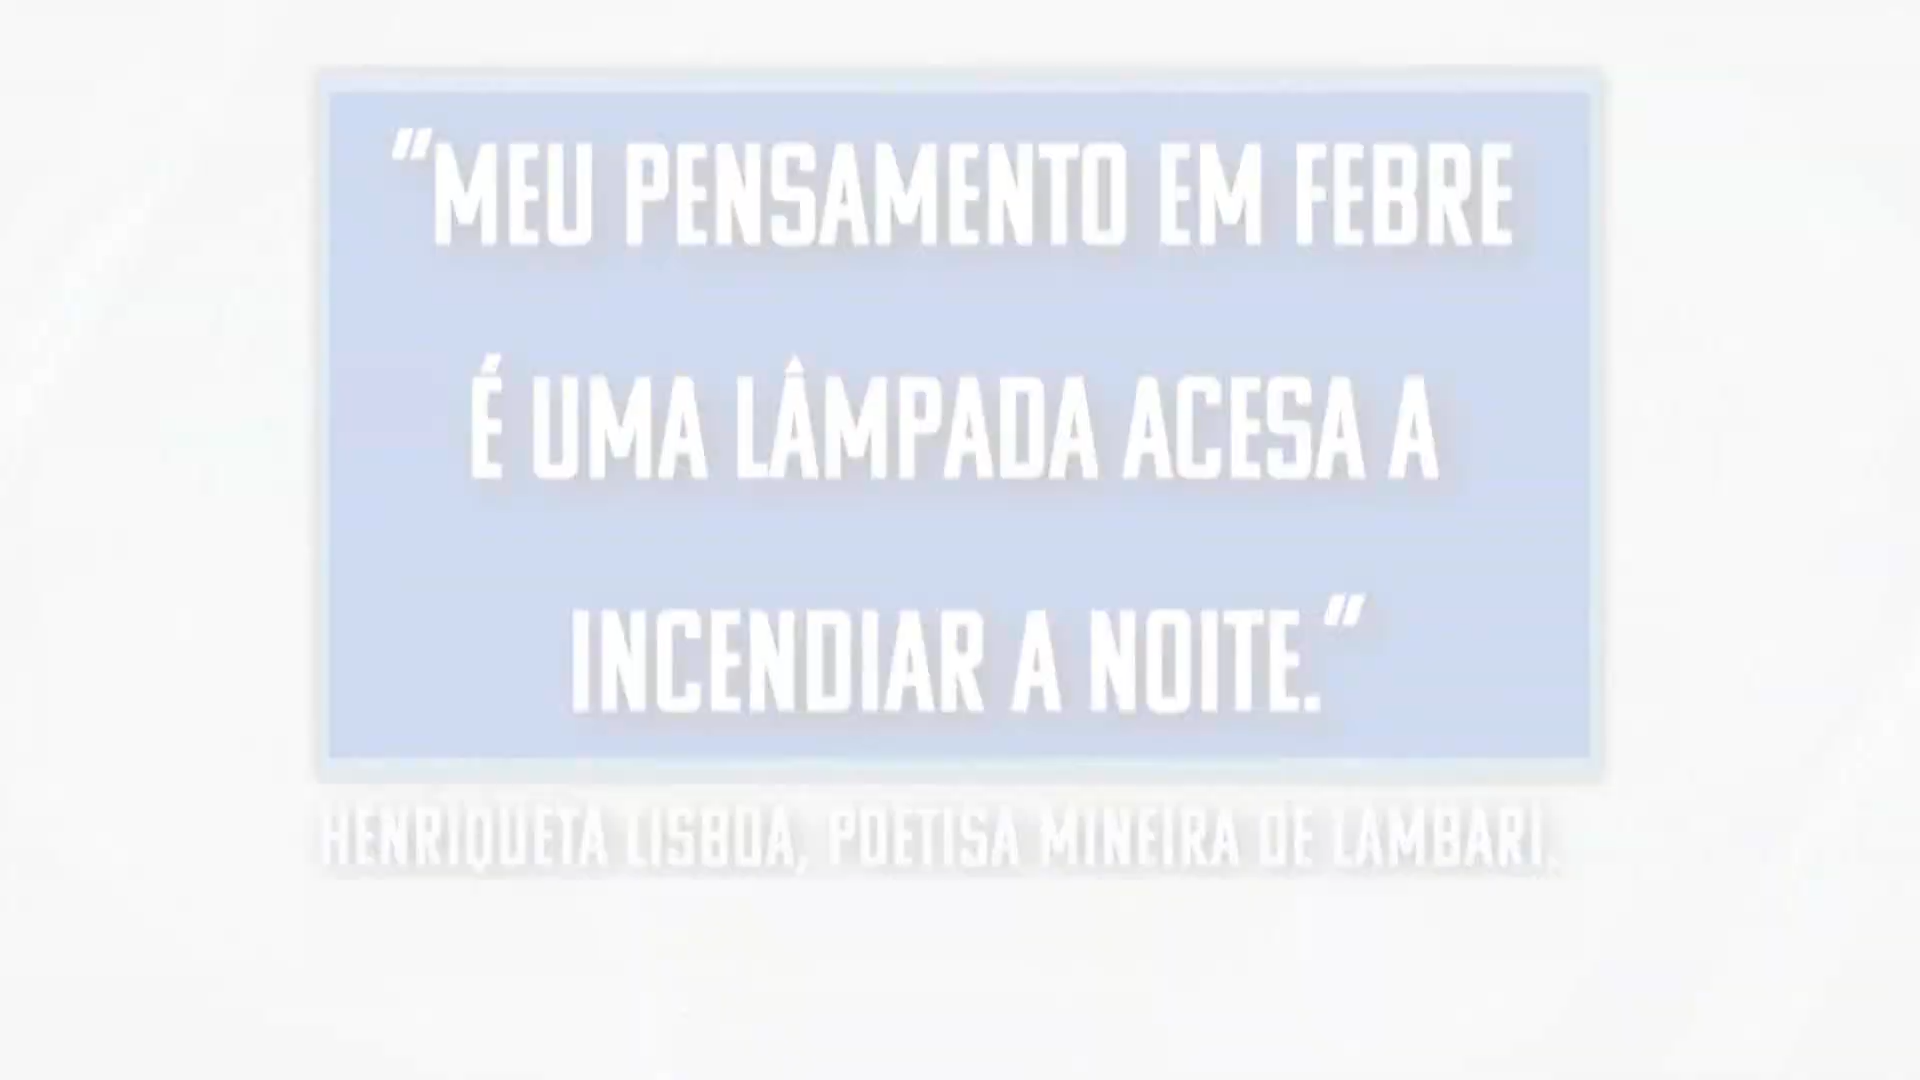 "MEU PENSAMENTO EM FEBRE
É UMA LÂMPADA ACESA A
INCENDIAR A NOITE."
HENRIQUETA LISBOA, POETISA MINEIRA DE LAMBARI.